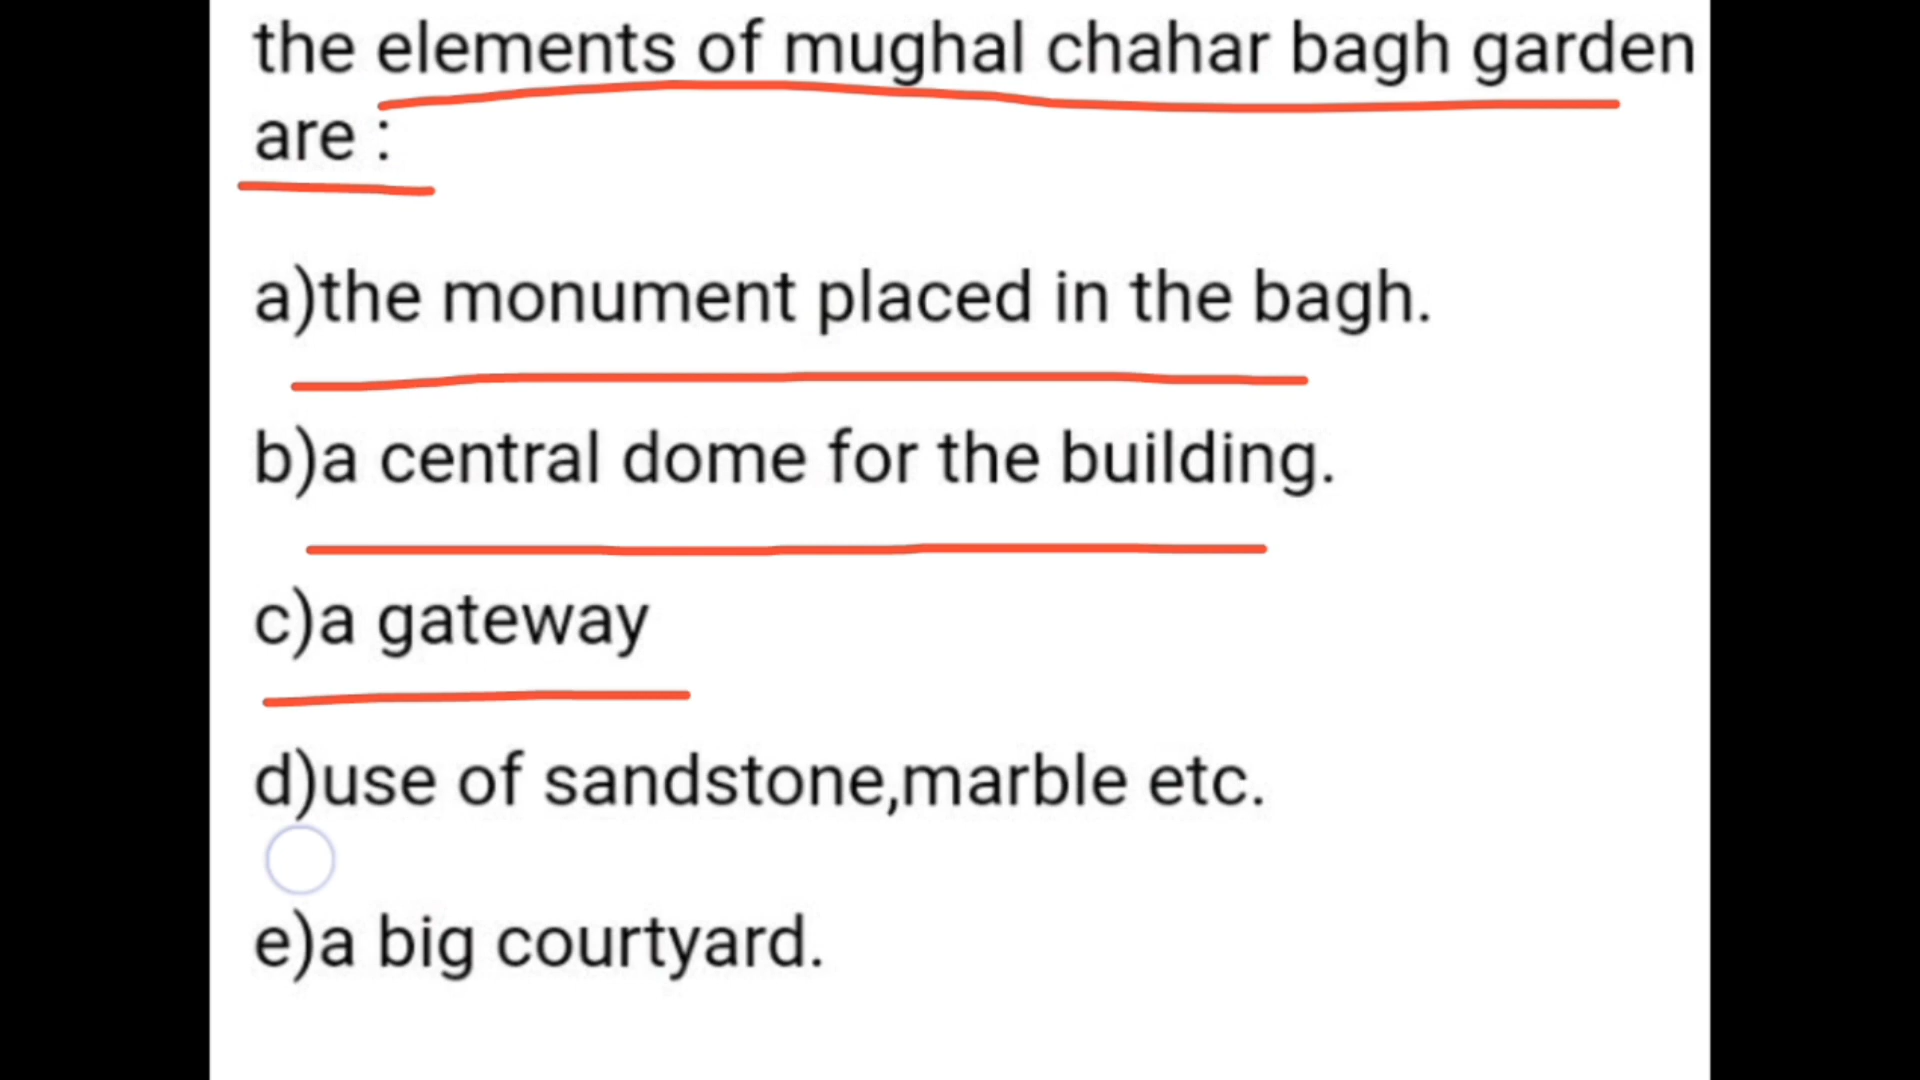 the elements of mughal chahar bagh garden
are :
a)the monument placed in the bagh.
b)a central dome for the building.
c)a gateway
d)use of sandstone,marble etc.
e)a big courtyard.